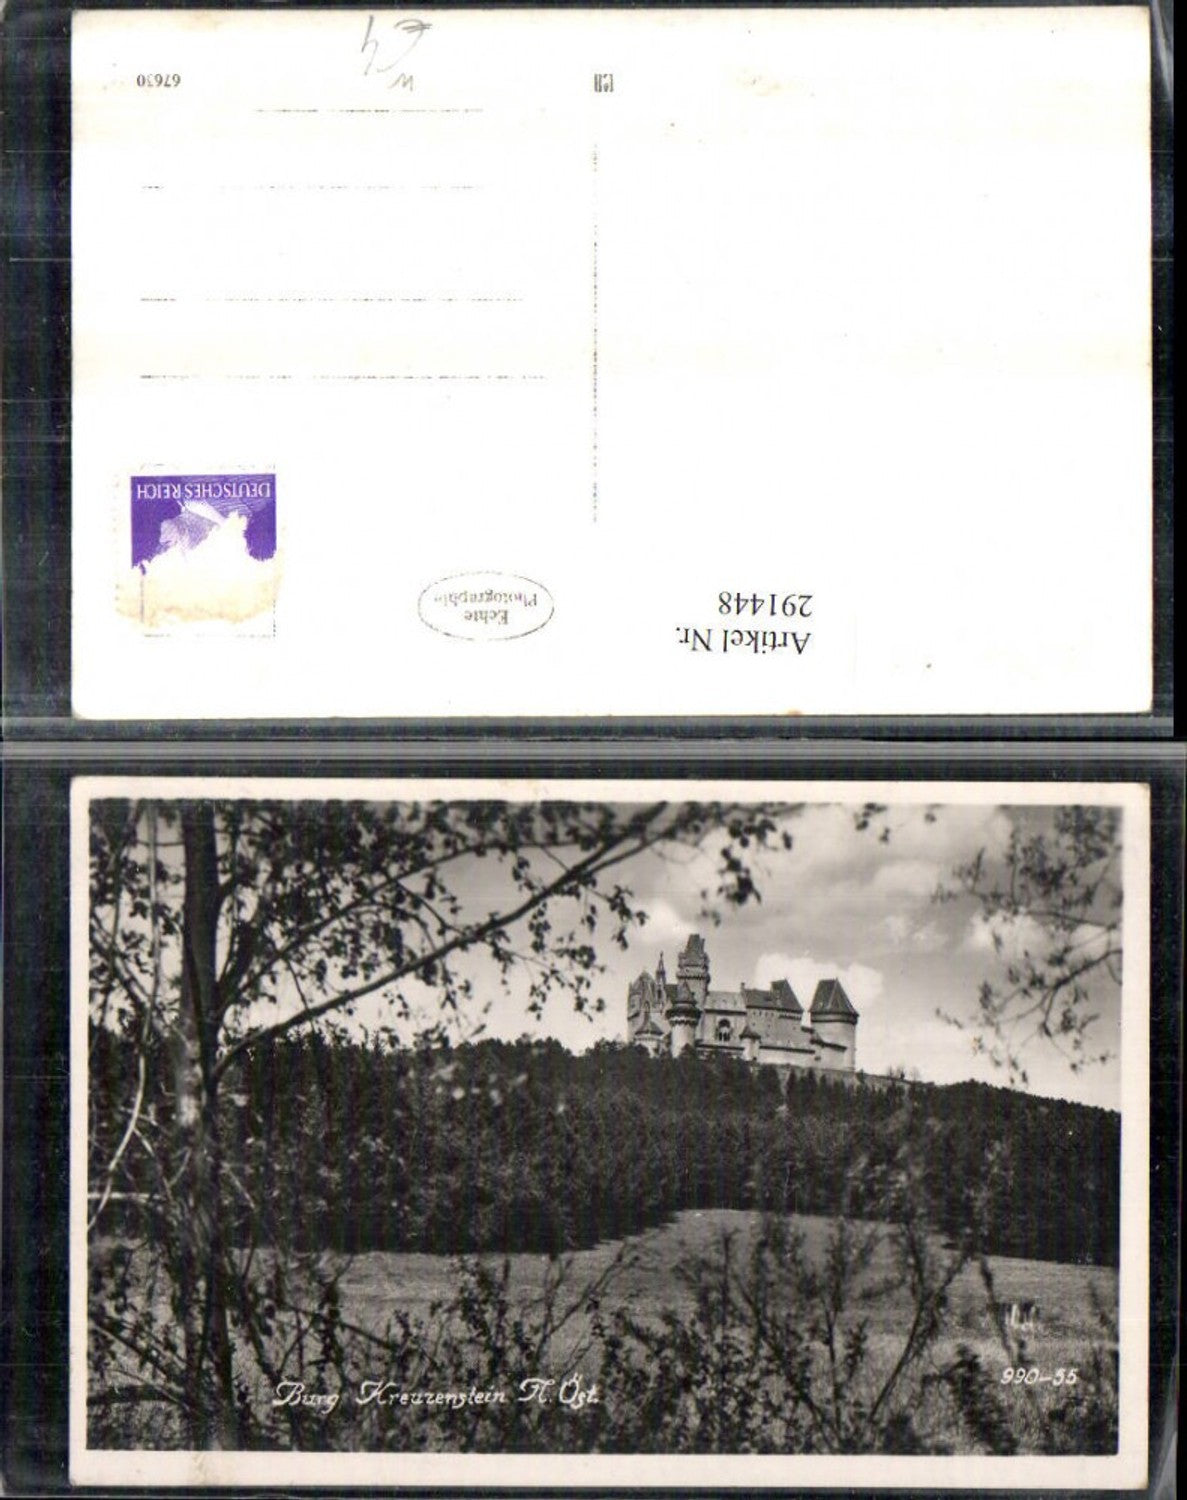 67630
DEUTSCHES REICH
Echte
Photographie
Artikel Nr.
291448
Burg Kreuzenstein N. Öst.
990-55